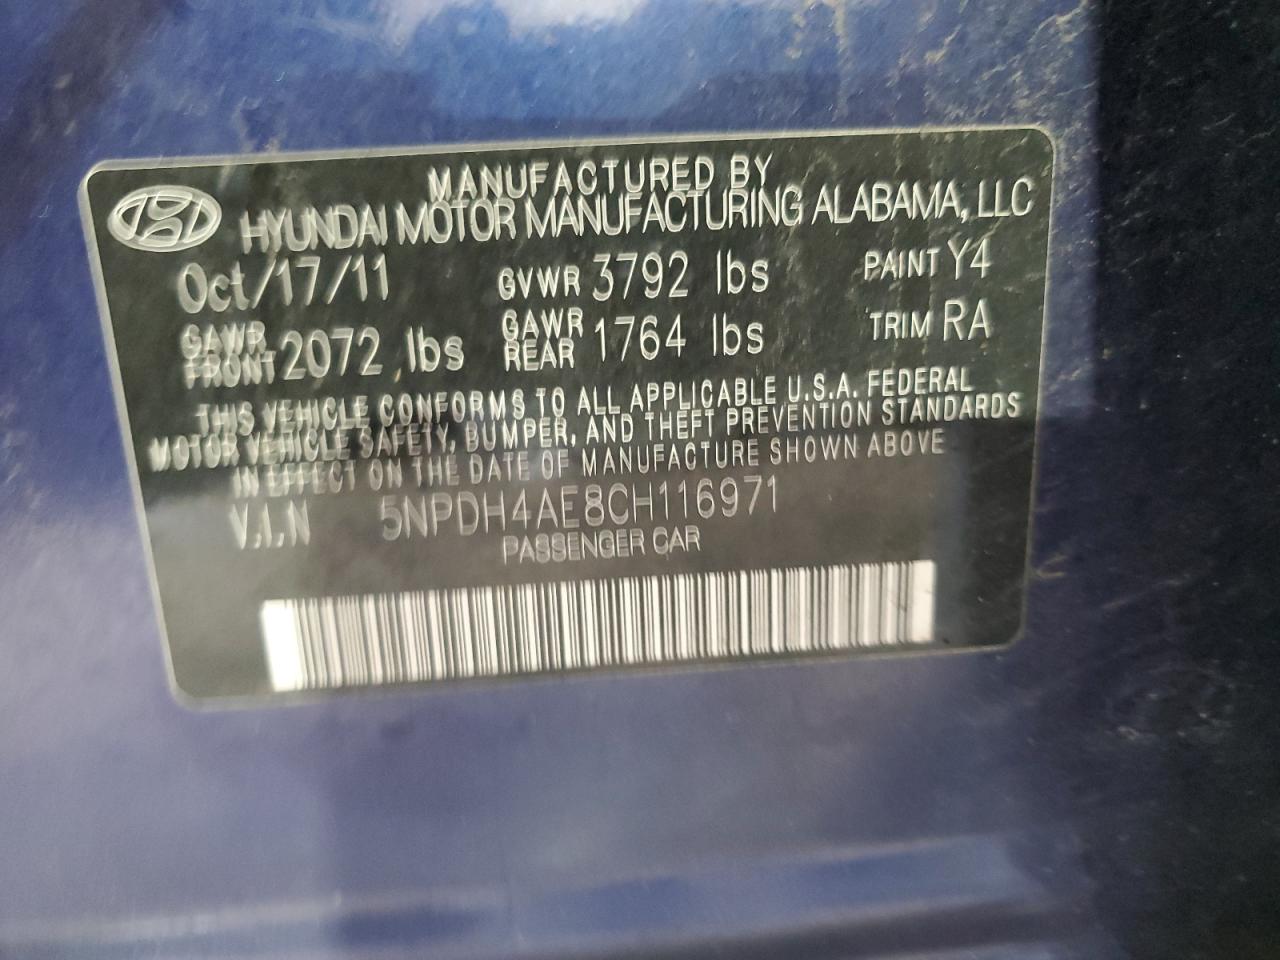 MANUFACTURED BY
HYUNDAI MOTOR MANUFACTURING ALABAMA, LLC
Oct/17/11 GVWR 3792 lbs PAINT Y4
GAWR FRONT 2072 lbs GAWR REAR 1764 lbs TRIM RA
THIS VEHICLE CONFORMS TO ALL APPLICABLE U.S.A. FEDERAL
MOTOR VEHICLE SAFETY, BUMPER, AND THEFT PREVENTION STANDARDS
IN EFFECT ON THE DATE OF MANUFACTURE SHOWN ABOVE
V.I.N 5NPDH4AE8CH116971
PASSENGER CAR